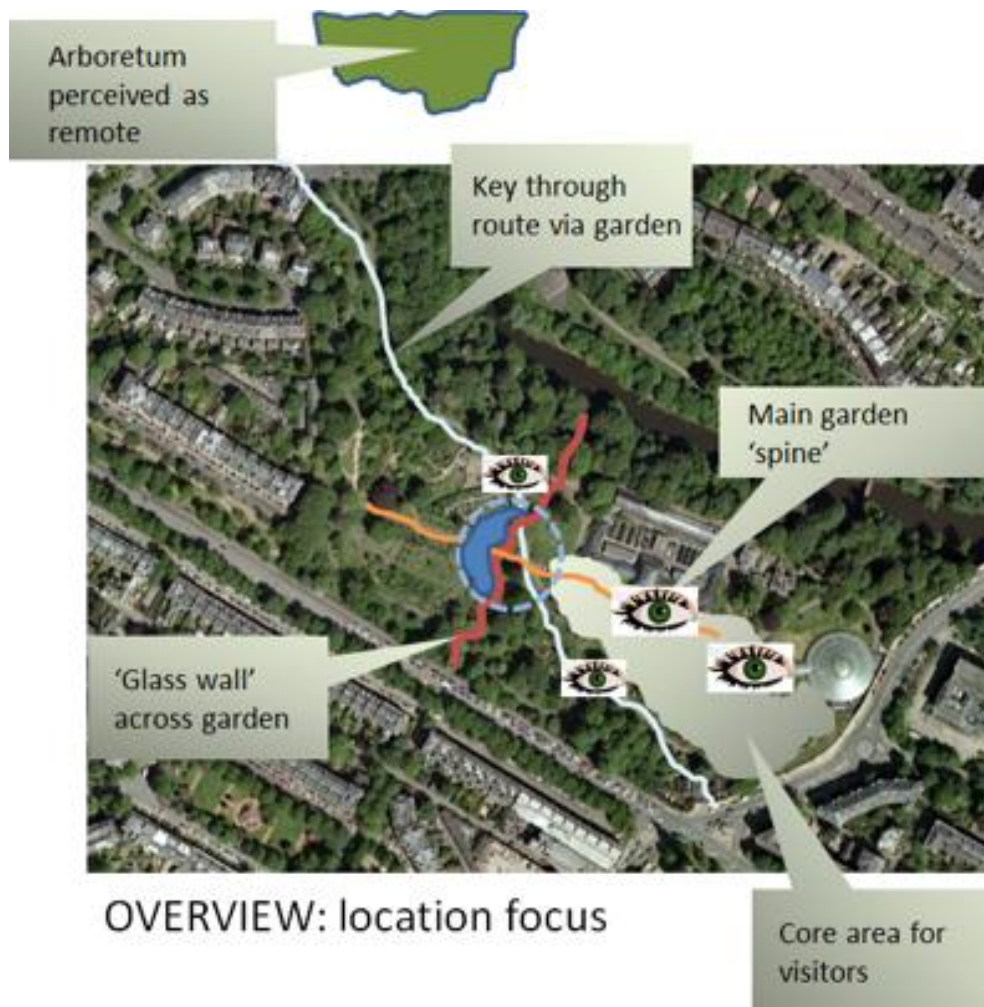 Arboretum
perceived as
remote
Key through
route via garden
Main garden
‘spine’
‘Glass wall’
across garden
OVERVIEW: location focus
Core area for
visitors